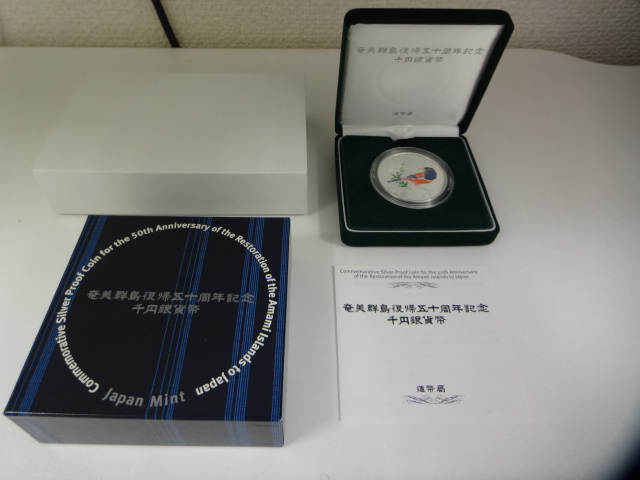 奄美群島復帰五十周年記念
千円銀貨幣
造幣局
Commemorative Silver Proof Coin for the 50th Anniversary of the Restoration of the Amami Islands to Japan
奄美群島復帰五十周年記念
千円銀貨幣
Japan Mint
Commemorative Silver Proof Coin for the 50th Anniversary
of the Restoration of the Amami Islands to Japan
奄美群島復帰五十周年記念
千円銀貨幣
造幣局